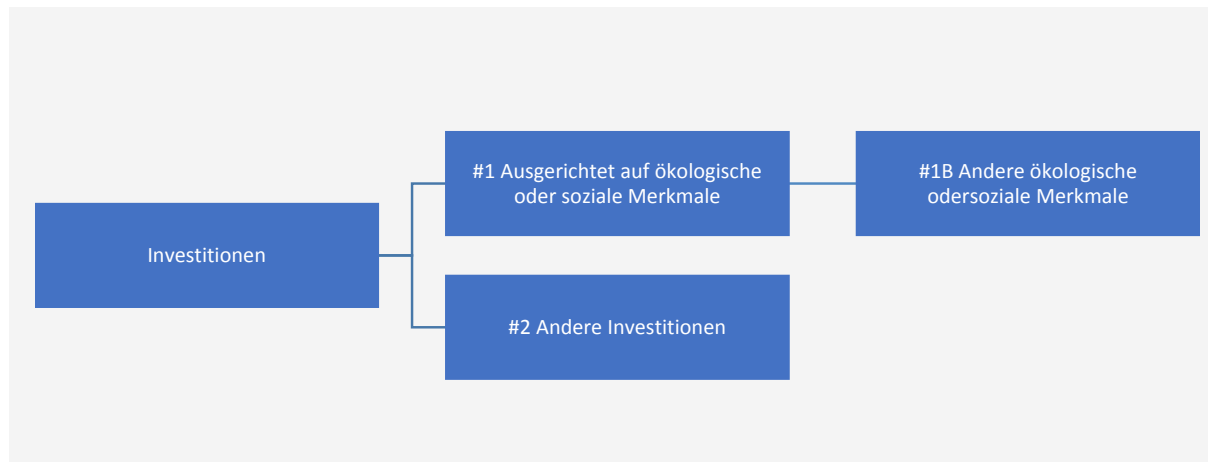 Investitionen
#1 Ausgerichtet auf ökologische
oder soziale Merkmale
#1B Andere ökologische
odersoziale Merkmale
#2 Andere Investitionen